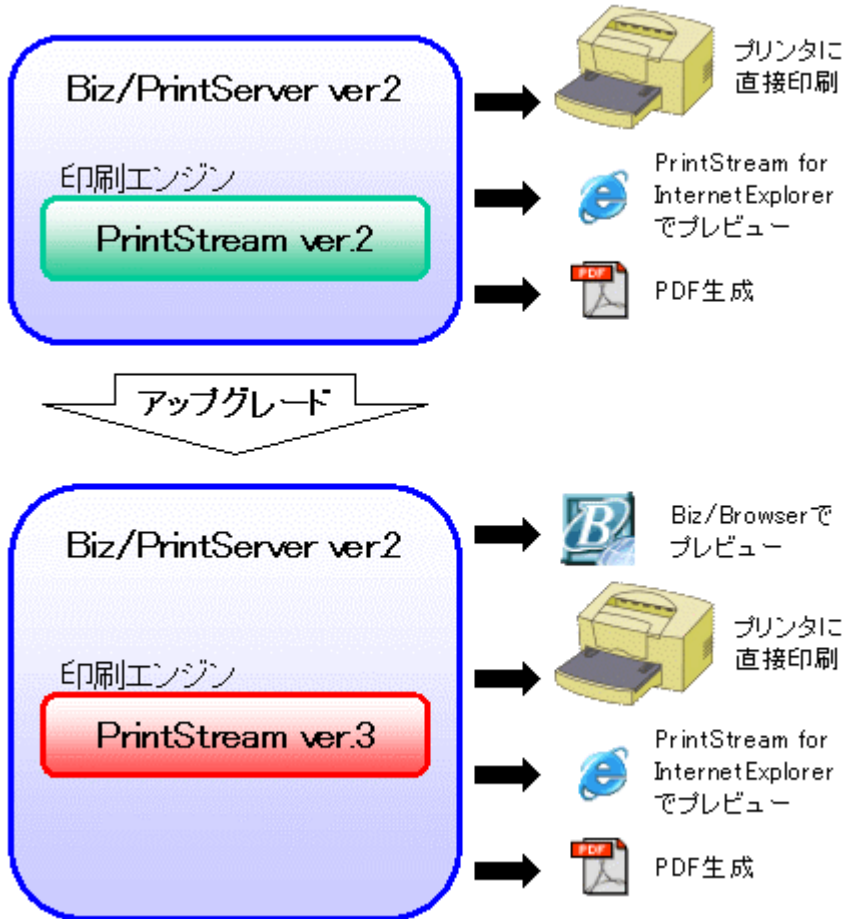 Biz/PrintServer ver.2
印刷エンジン
PrintStream ver.2
プリンタに
直接印刷
PrintStream for
InternetExplorer
でプレビュー
PDF
PDF生成
アップグレード
Biz/PrintServer ver.2
印刷エンジン
PrintStream ver.3
B
Biz/Browserで
プレビュー
プリンタに
直接印刷
PrintStream for
InternetExplorer
でプレビュー
PDF
PDF生成